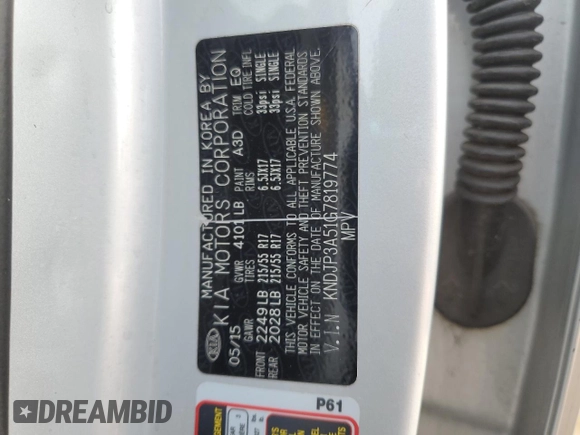 MANUFACTURED IN KOREA BY
KIA KIA MOTORS CORPORATION
05/15 GVWR 4101LB PAINT A3D TRIM EQ
GAWR TIRES RIMS COLD TIRE INFL
FRONT 2249LB 215/55 R17 6.5JX17 33psi SINGLE
REAR 2028LB 215/55 R17 6.5JX17 33psi SINGLE
THIS VEHICLE CONFORMS TO ALL APPLICABLE U.S.A. FEDERAL
MOTOR VEHICLE SAFETY AND THEFT PREVENTION STANDARDS
IN EFFECT ON THE DATE OF MANUFACTURE SHOWN ABOVE.
V.I.N KNDJP3A51G7819774
MPV
P61
DREAMBID